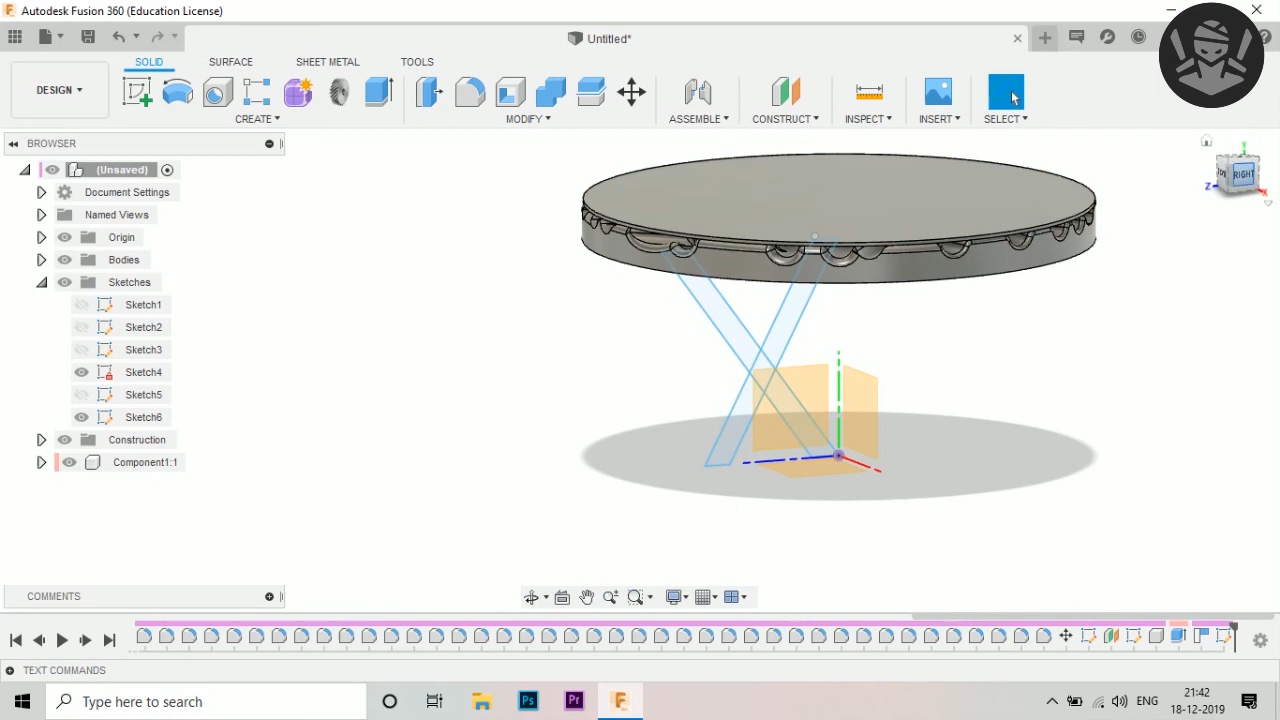 Autodesk Fusion 360 (Education License)
Untitled*
SOLID SURFACE SHEET METAL TOOLS
DESIGN
CREATE MODIFY ASSEMBLE CONSTRUCT INSPECT INSERT SELECT
BROWSER
(Unsaved)
Document Settings
Named Views
Origin
Bodies
Sketches
Sketch1
Sketch2
Sketch3
Sketch4
Sketch5
Sketch6
Construction
Component1:1
Y
RIGHT
Z
X
COMMENTS
TEXT COMMANDS
Type here to search
Ps
Pr
ENG
21:42
18-12-2019